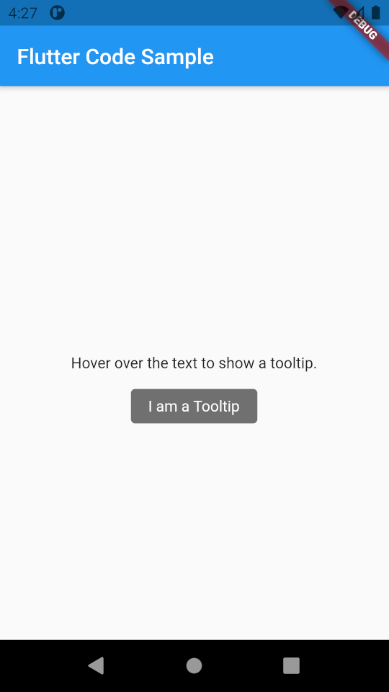 4:27
DEBUG
Flutter Code Sample
Hover over the text to show a tooltip.
I am a Tooltip